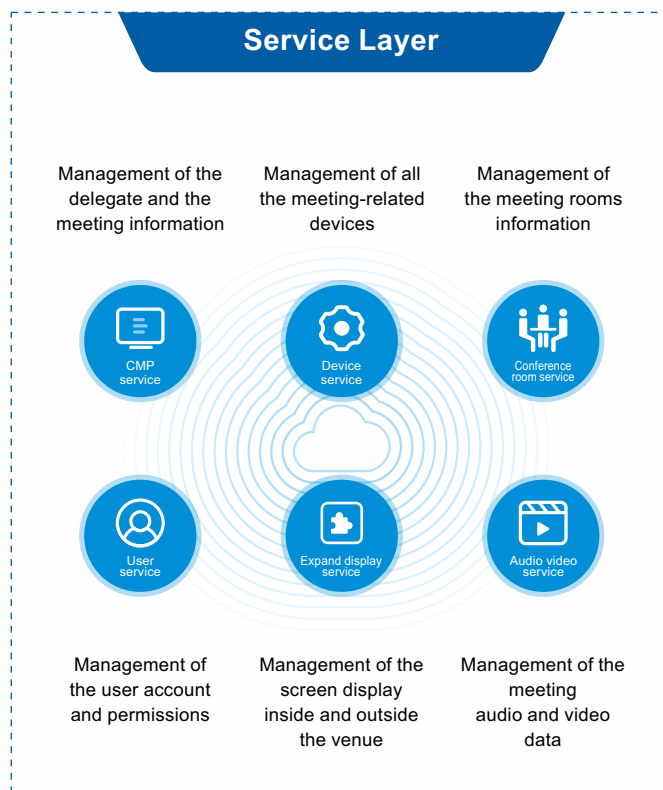 Service Layer
Management of the
delegate and the
meeting information
Management of all
the meeting-related
devices
Management of
the meeting rooms
information
CMP
service
Device
service
Conference
room service
User
service
Expand display
service
Audio video
service
Management of
the user account
and permissions
Management of the
screen display
inside and outside
the venue
Management of the
meeting
audio and video
data